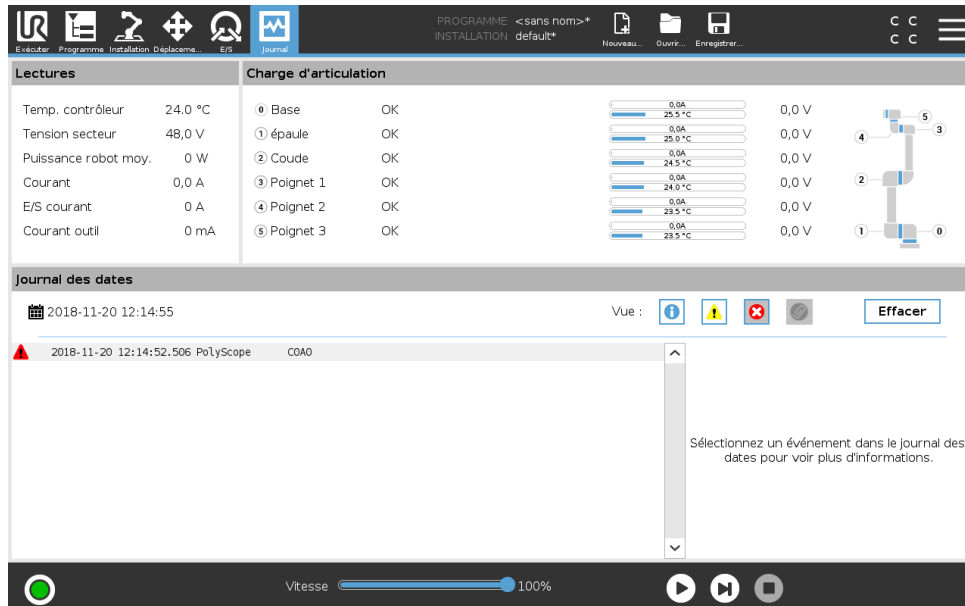 PROGRAMME <sans nom>*
INSTALLATION default*
C C
C C
Exécuter Programme Installation Déplaceme... E/S Journal Nouveau... Ouvrir... Enregistrer...
Lectures
Charge d'articulation
Temp. contrôleur 24.0 °C
Tension secteur 48,0 V
Puissance robot moy. 0 W
Courant 0,0 A
E/S courant 0 A
Courant outil 0 mA
0 Base OK 0,0A 25.5 °C 0,0 V
1 épaule OK 0,0A 25.0 °C 0,0 V
2 Coude OK 0,0A 24.5 °C 0,0 V
3 Poignet 1 OK 0,0A 24.0 °C 0,0 V
4 Poignet 2 OK 0,0A 23.5 °C 0,0 V
5 Poignet 3 OK 0,0A 23.5 °C 0,0 V
5
4 3
2
1 0
Journal des dates
2018-11-20 12:14:55
Vue :
Effacer
2018-11-20 12:14:52.506 PolyScope C0A0
Sélectionnez un événement dans le journal des
dates pour voir plus d'informations.
Vitesse 100%